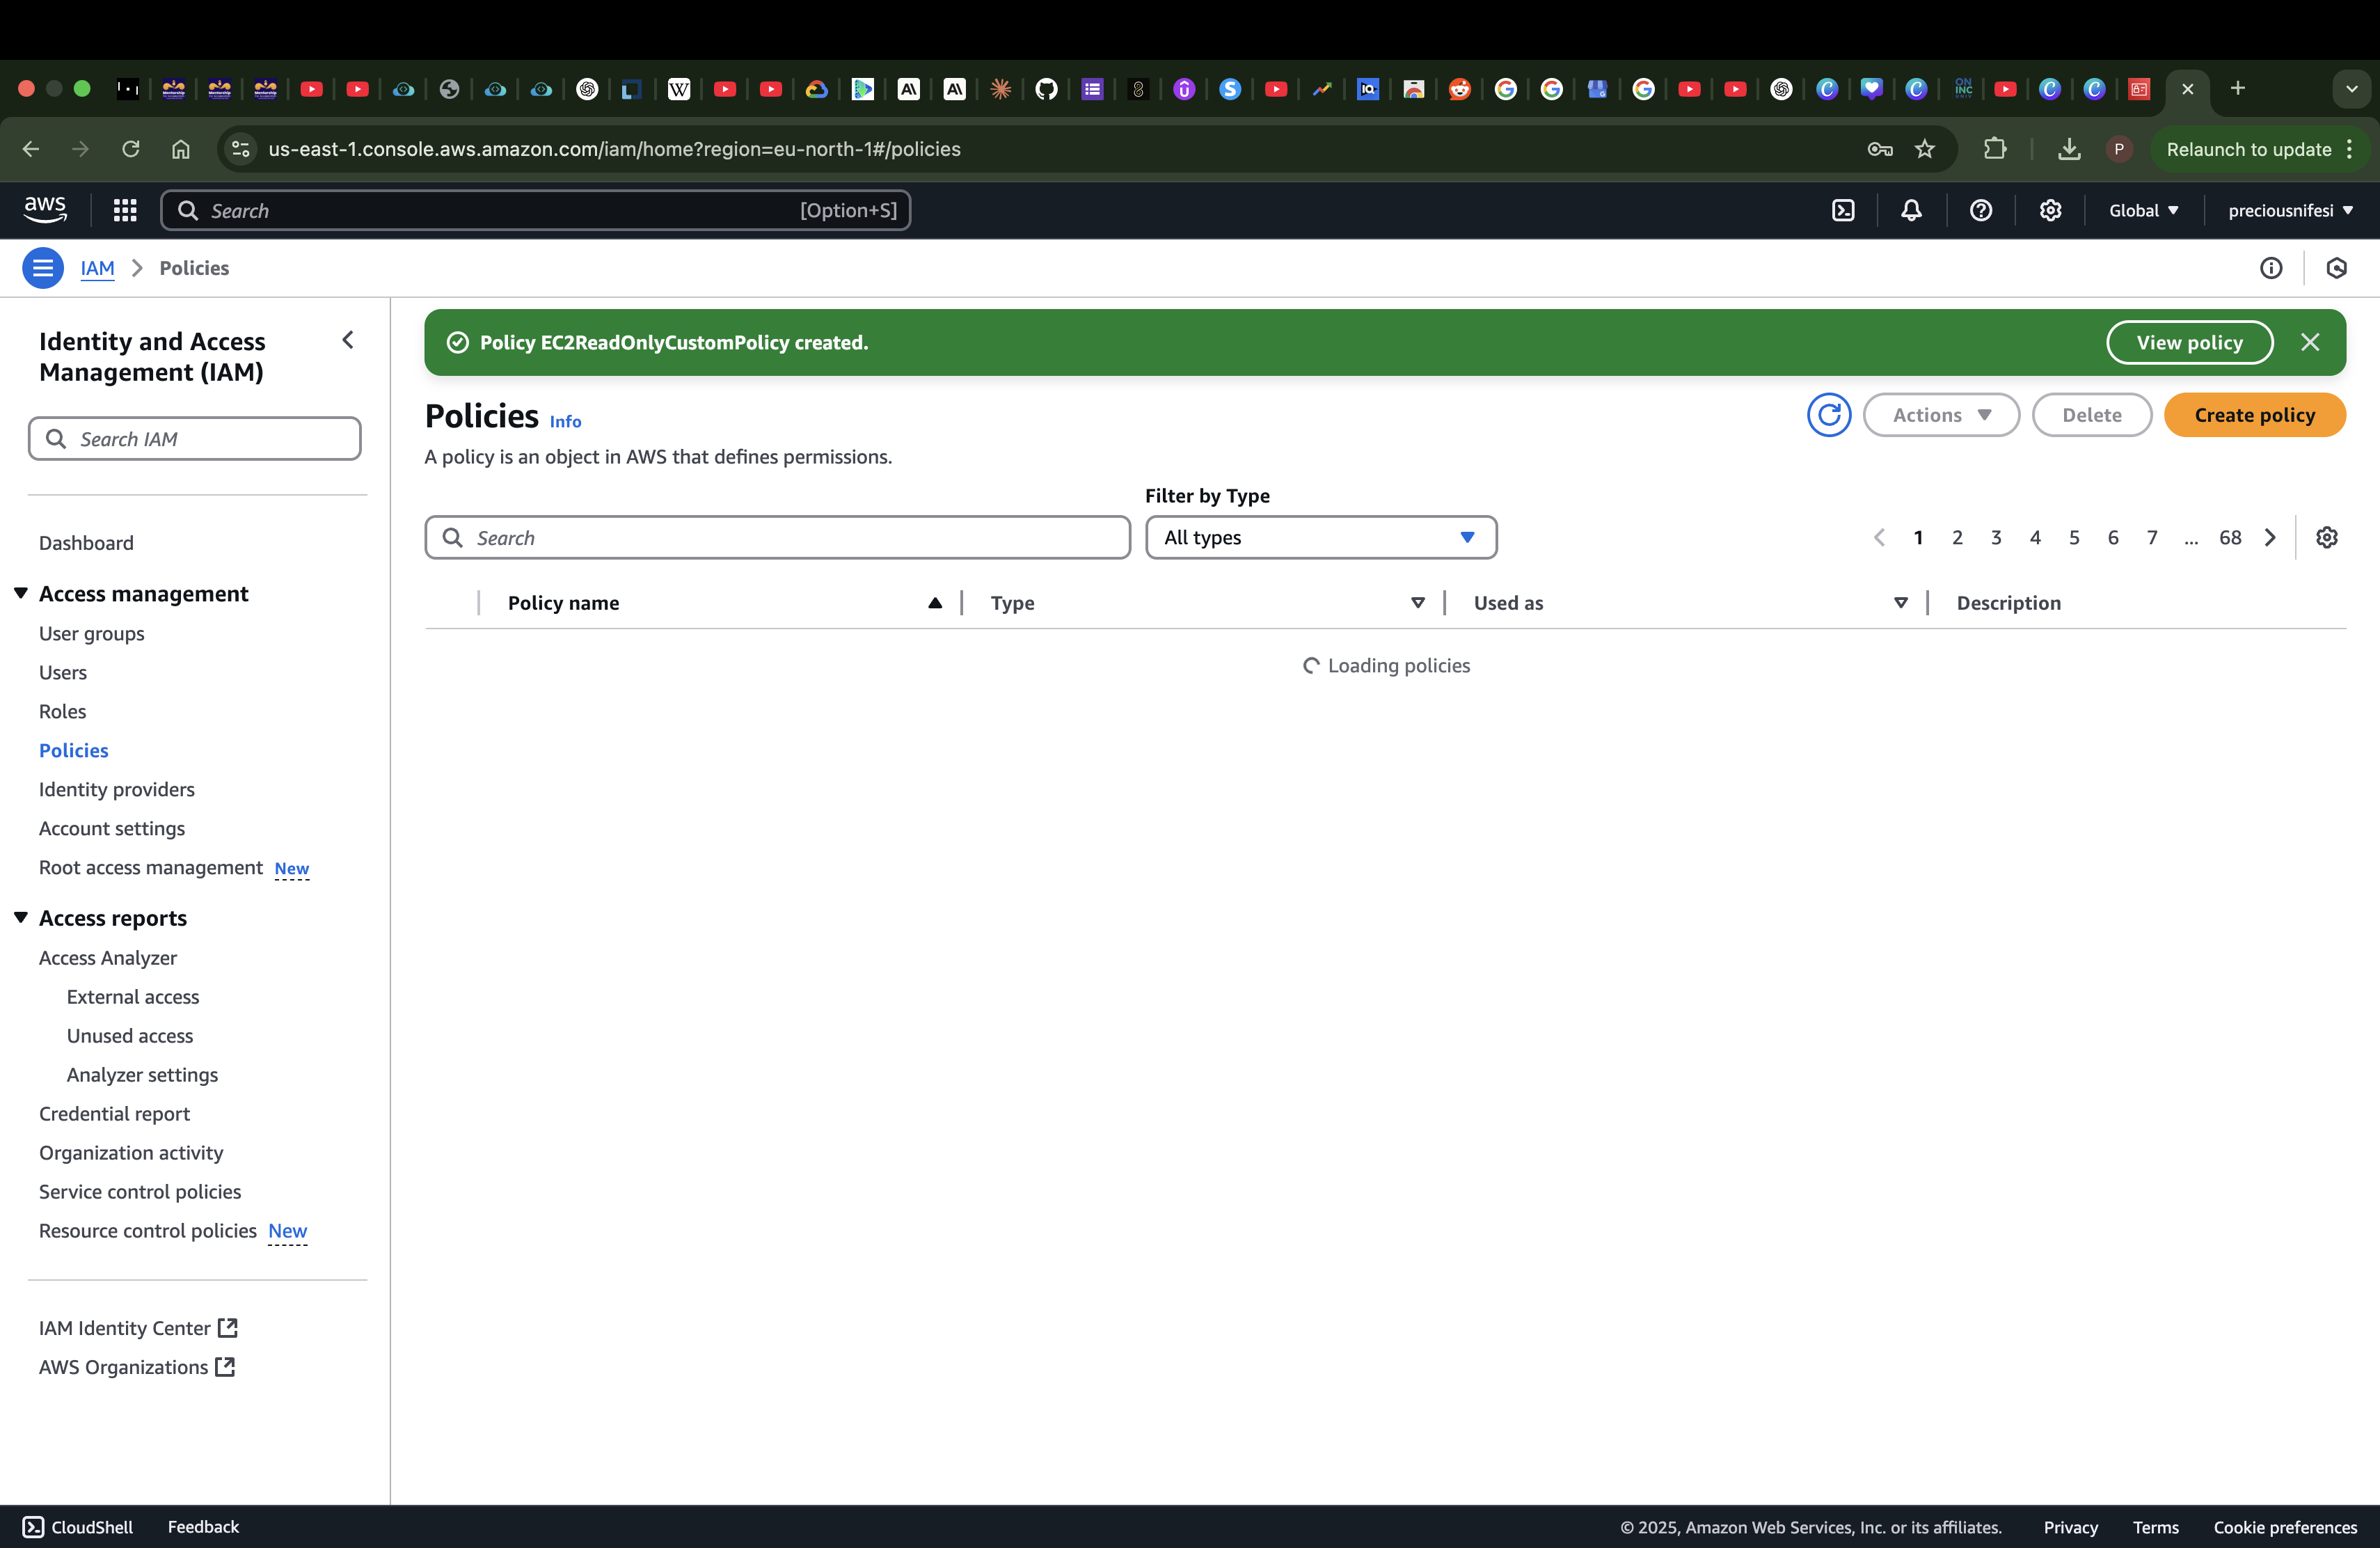 us-east-1.console.aws.amazon.com/iam/home?region=eu-north-1#/policies
P
Relaunch to update
aws
Search
[Option+S]
Global
preciousnifesi
IAM
Policies
Identity and Access
Management (IAM)
Search IAM
Dashboard
Access management
User groups
Users
Roles
Policies
Identity providers
Account settings
Root access management New
Access reports
Access Analyzer
External access
Unused access
Analyzer settings
Credential report
Organization activity
Service control policies
Resource control policies New
IAM Identity Center
AWS Organizations
Policy EC2ReadOnlyCustomPolicy created.
View policy
Policies Info
Actions
Delete
Create policy
A policy is an object in AWS that defines permissions.
Filter by Type
Search
All types
1 2 3 4 5 6 7 ... 68
Policy name
Type
Used as
Description
Loading policies
CloudShell
Feedback
© 2025, Amazon Web Services, Inc. or its affiliates.
Privacy
Terms
Cookie preferences